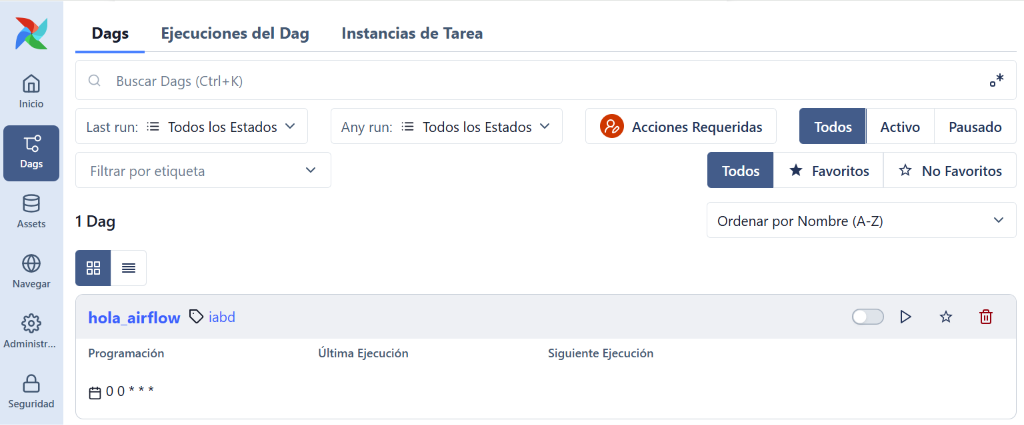 Dags Ejecuciones del Dag Instancias de Tarea
Buscar Dags (Ctrl+K)
Inicio
Last run: Todos los Estados Any run: Todos los Estados Acciones Requeridas Todos Activo Pausado
Dags
Filtrar por etiqueta Todos Favoritos No Favoritos
Assets
1 Dag Ordenar por Nombre (A-Z)
Navegar
hola_airflow iabd
Administr...
Programación Última Ejecución Siguiente Ejecución
0 0 * * *
Seguridad